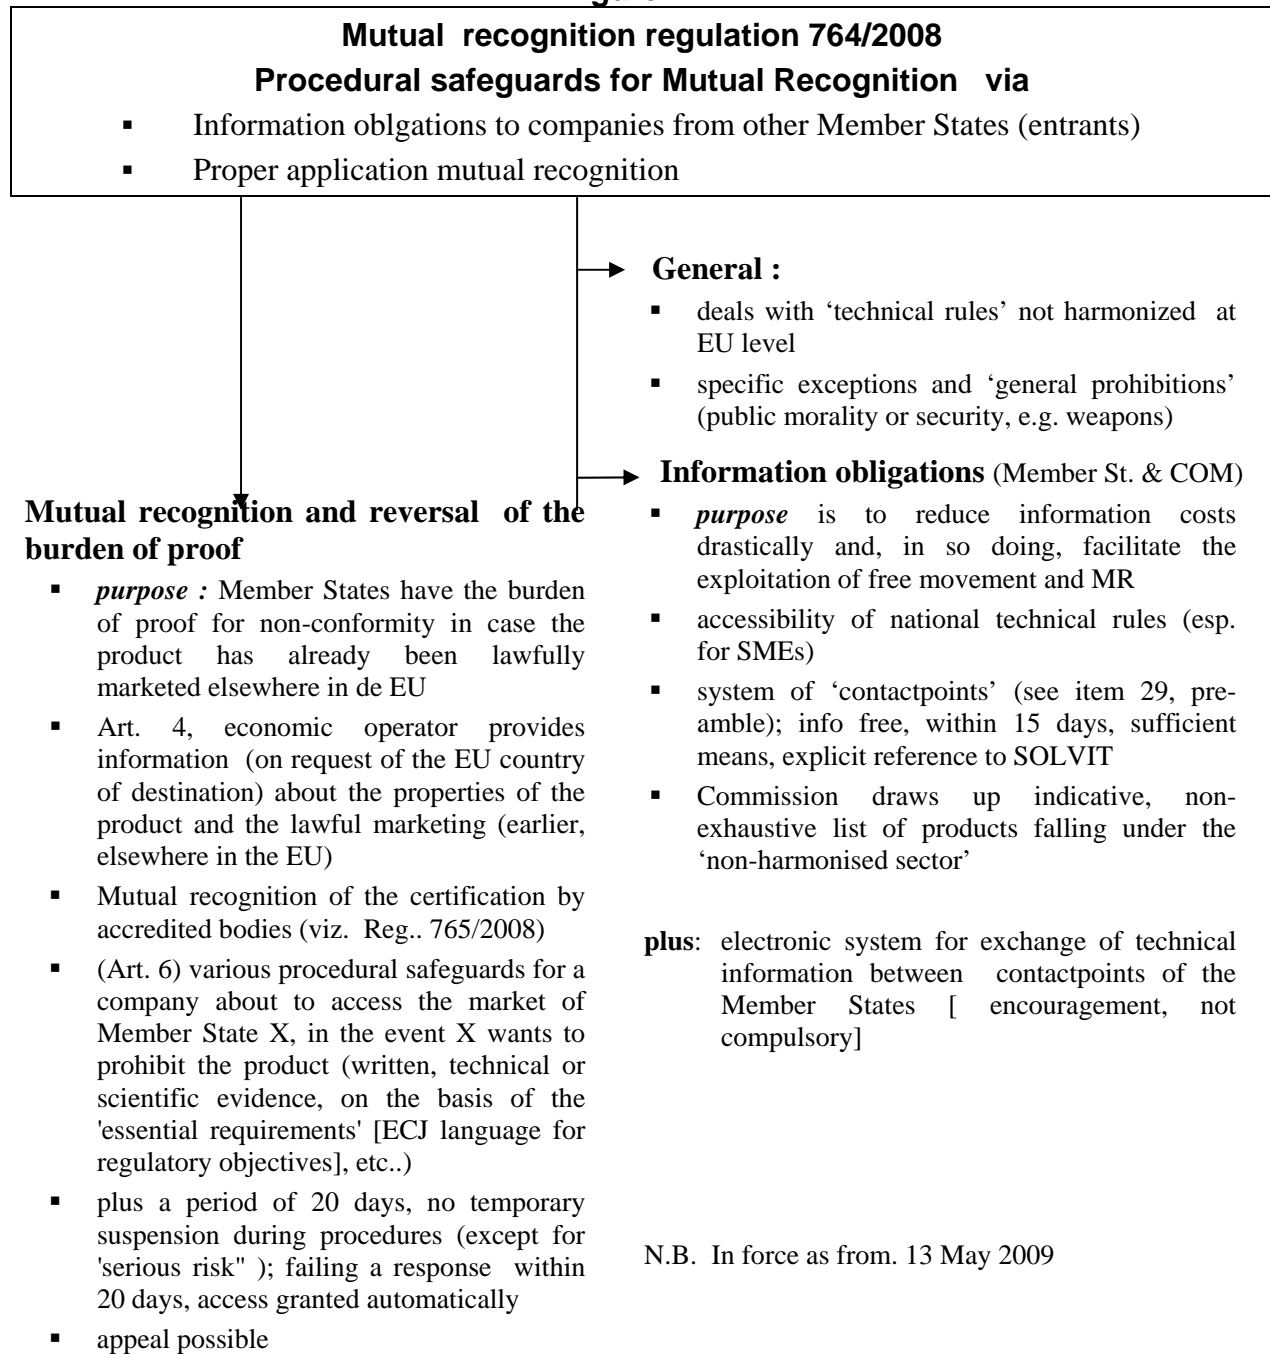 Mutual recognition regulation 764/2008
Procedural safeguards for Mutual Recognition via
▪ Information oblgations to companies from other Member States (entrants)
▪ Proper application mutual recognition
General :
▪ deals with ‘technical rules’ not harmonized at
EU level
▪ specific exceptions and ‘general prohibitions’
(public morality or security, e.g. weapons)
Information obligations (Member St. & COM)
▪ purpose is to reduce information costs
drastically and, in so doing, facilitate the
exploitation of free movement and MR
▪ accessibility of national technical rules (esp.
for SMEs)
▪ system of ‘contactpoints’ (see item 29, pre-
amble); info free, within 15 days, sufficient
means, explicit reference to SOLVIT
▪ Commission draws up indicative, non-
exhaustive list of products falling under the
‘non-harmonised sector’
plus: electronic system for exchange of technical
information between contactpoints of the
Member States [ encouragement, not
compulsory]
N.B. In force as from. 13 May 2009
Mutual recognition and reversal of the
burden of proof
▪ purpose : Member States have the burden
of proof for non-conformity in case the
product has already been lawfully
marketed elsewhere in de EU
▪ Art. 4, economic operator provides
information (on request of the EU country
of destination) about the properties of the
product and the lawful marketing (earlier,
elsewhere in the EU)
▪ Mutual recognition of the certification by
accredited bodies (viz. Reg.. 765/2008)
▪ (Art. 6) various procedural safeguards for a
company about to access the market of
Member State X, in the event X wants to
prohibit the product (written, technical or
scientific evidence, on the basis of the
'essential requirements' [ECJ language for
regulatory objectives], etc..)
▪ plus a period of 20 days, no temporary
suspension during procedures (except for
'serious risk" ); failing a response within
20 days, access granted automatically
▪ appeal possible